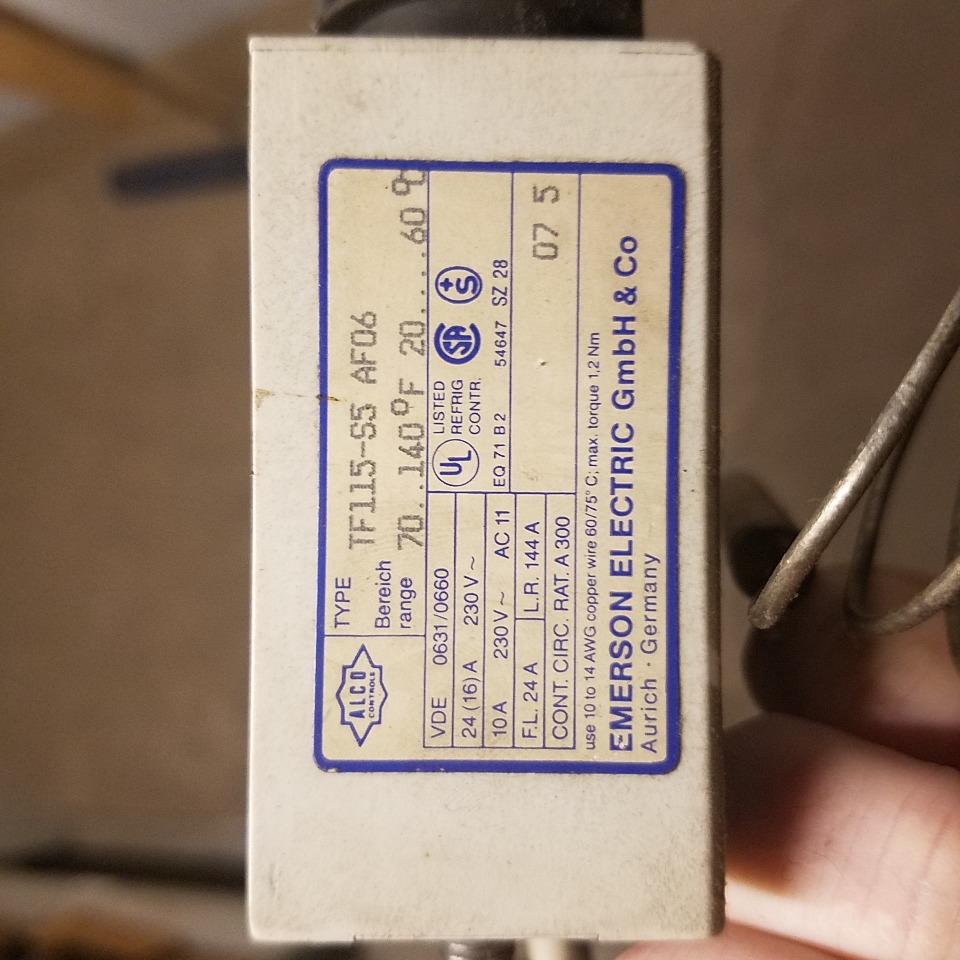 ALCO
CONTROLS
TYPE TF115-S5 AF06
Bereich
range 70..140°F 20....60°C
VDE 0631/0660
24 (16) A 230 V ~
10 A 230 V ~ AC 11
F.L. 24 A L.R. 144 A
CONT. CIRC. RAT. A 300
UL LISTED
REFRIG
CONTR.
SA +S
EQ 71 B 2 54647 SZ 28
07 5
use 10 to 14 AWG copper wire 60/75° C; max. torque 1,2 Nm
EMERSON ELECTRIC GmbH & Co
Aurich · Germany